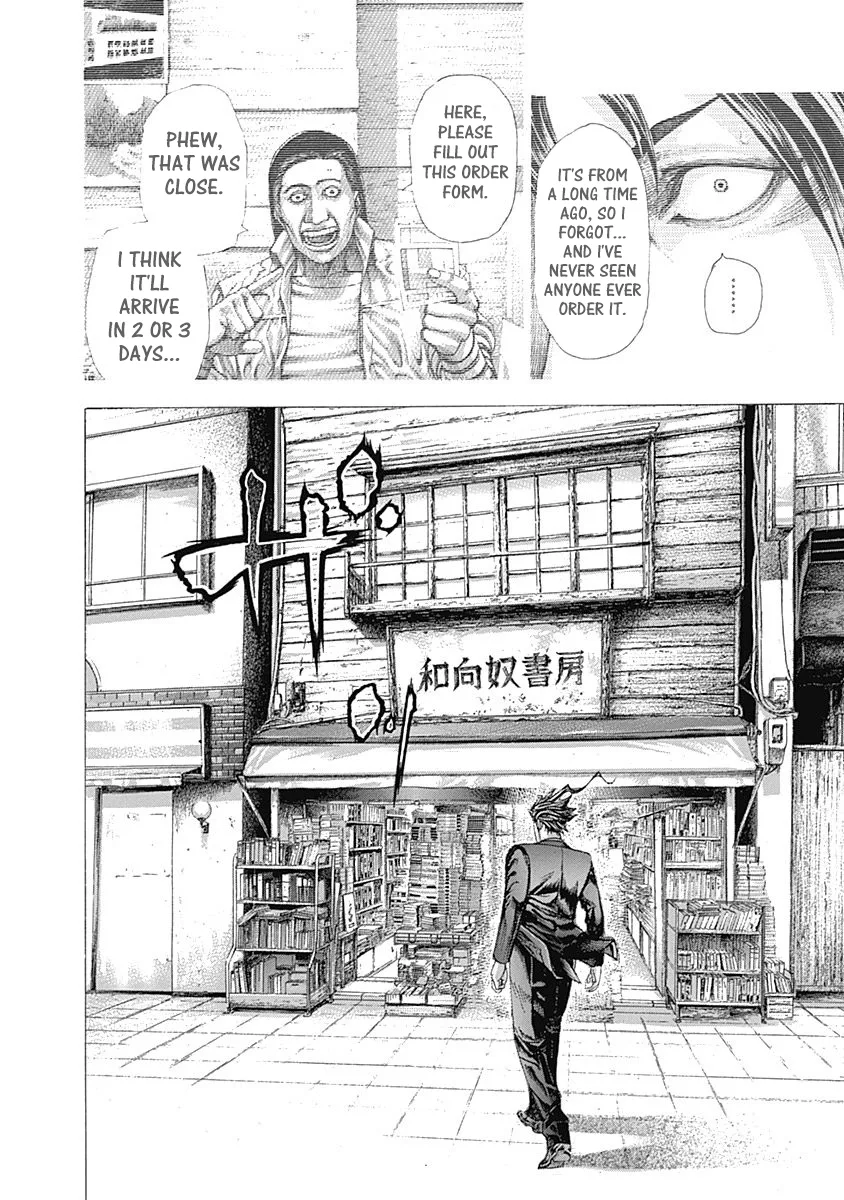 ......
IT'S FROM
A LONG TIME
AGO, SO I
FORGOT...
AND I'VE
NEVER SEEN
ANYONE EVER
ORDER IT.
HERE,
PLEASE
FILL OUT
THIS ORDER
FORM.
PHEW,
THAT WAS
CLOSE.
I THINK
IT'LL
ARRIVE
IN 2 OR 3
DAYS...
ザッ
和向奴書房